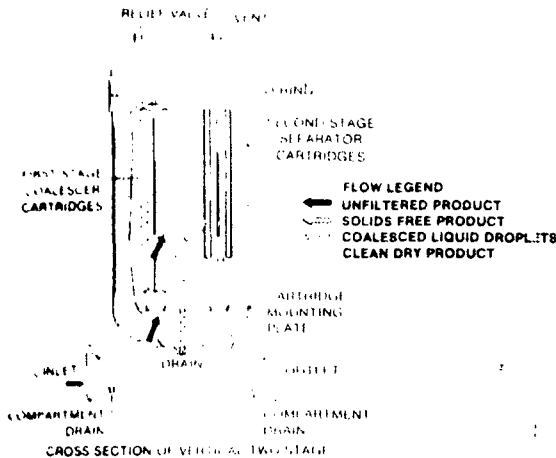 RELIEF VALVE VENT
SECOND STAGE
SEPARATOR
CARTRIDGES
FIRST STAGE
COALESCER
CARTRIDGES
FLOW LEGEND
UNFILTERED PRODUCT
SOLIDS FREE PRODUCT
COALESCED LIQUID DROPLETS
CLEAN DRY PRODUCT
CARTRIDGE
MOUNTING
PLATE
DRAIN
INLET
OUTLET
COMPARTMENT
DRAIN
COMPARTMENT
DRAIN
CROSS SECTION OF VERTICAL TWO STAGE